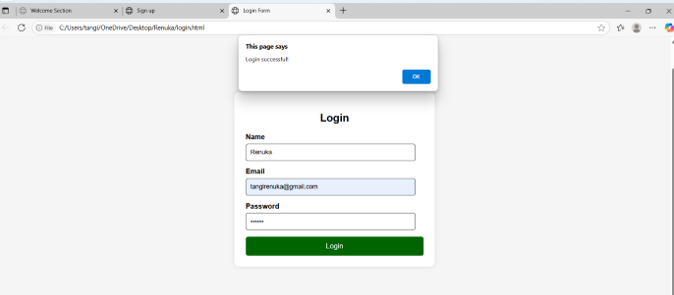 Welcome Section
Sign up
Login Form
File
C:/Users/tangi/OneDrive/Desktop/Renuka/login.html
This page says
Login successful!
OK
Login
Name
Renuka
Email
tangirenuka@gmail.com
Password
••••••
Login